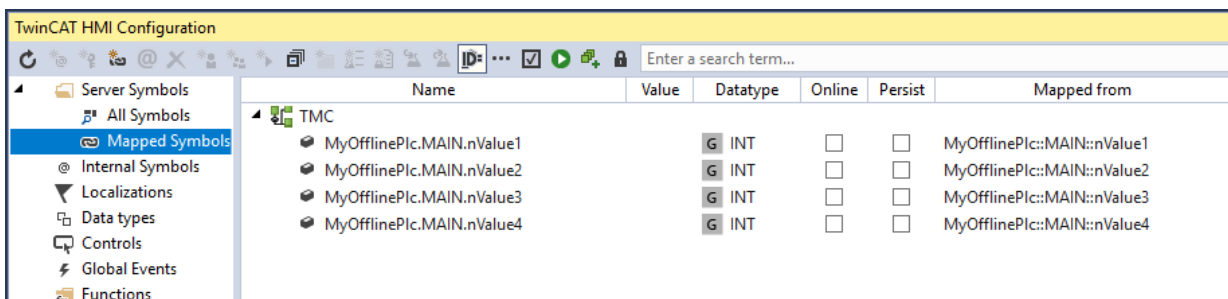 TwinCAT HMI Configuration
Enter a search term...
Server Symbols
All Symbols
Mapped Symbols
Internal Symbols
Localizations
Data types
Controls
Global Events
Functions
Name Value Datatype Online Persist Mapped from
TMC
MyOfflinePlc.MAIN.nValue1 G INT MyOfflinePlc::MAIN::nValue1
MyOfflinePlc.MAIN.nValue2 G INT MyOfflinePlc::MAIN::nValue2
MyOfflinePlc.MAIN.nValue3 G INT MyOfflinePlc::MAIN::nValue3
MyOfflinePlc.MAIN.nValue4 G INT MyOfflinePlc::MAIN::nValue4